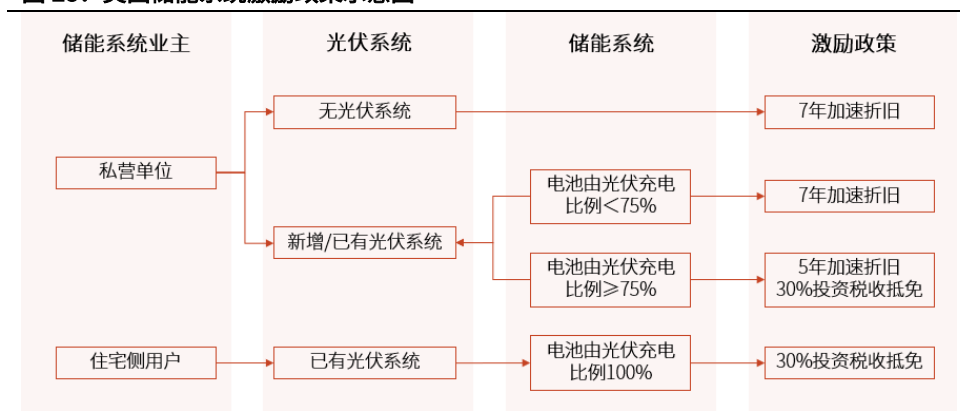 储能系统业主
光伏系统
储能系统
激励政策
无光伏系统
7年加速折旧
私营单位
电池由光伏充电
比例＜75%
7年加速折旧
新增/已有光伏系统
电池由光伏充电
比例≥75%
5年加速折旧
30%投资税收抵免
住宅侧用户
已有光伏系统
电池由光伏充电
比例100%
30%投资税收抵免